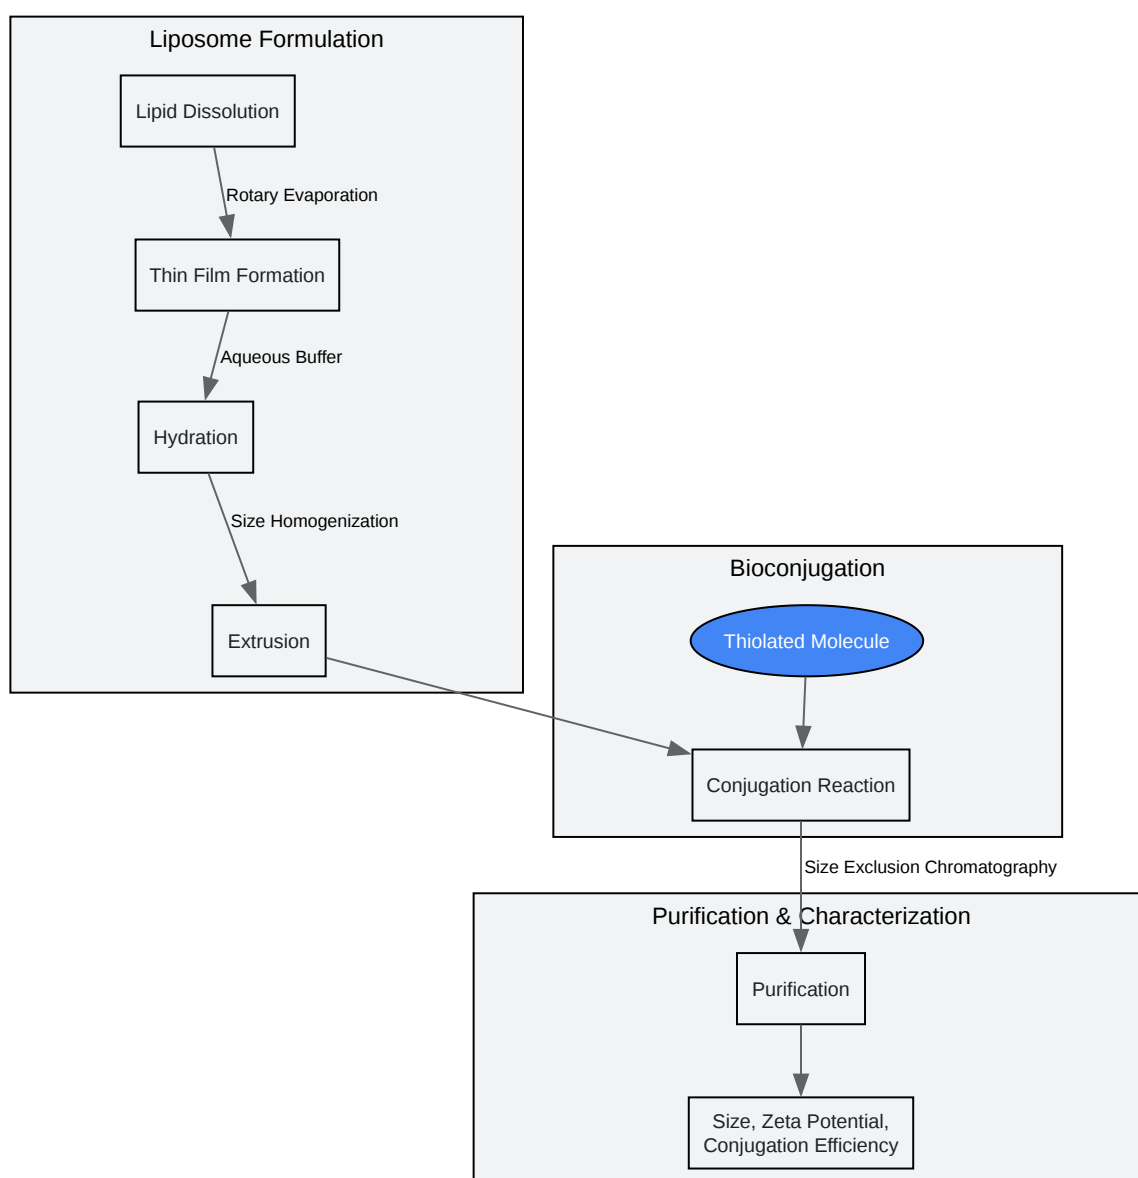 Liposome Formulation
Lipid Dissolution
Rotary Evaporation
Thin Film Formation
Aqueous Buffer
Hydration
Size Homogenization
Extrusion
Bioconjugation
Thiolated Molecule
Conjugation Reaction
Size Exclusion Chromatography
Purification & Characterization
Purification
Size, Zeta Potential,
Conjugation Efficiency